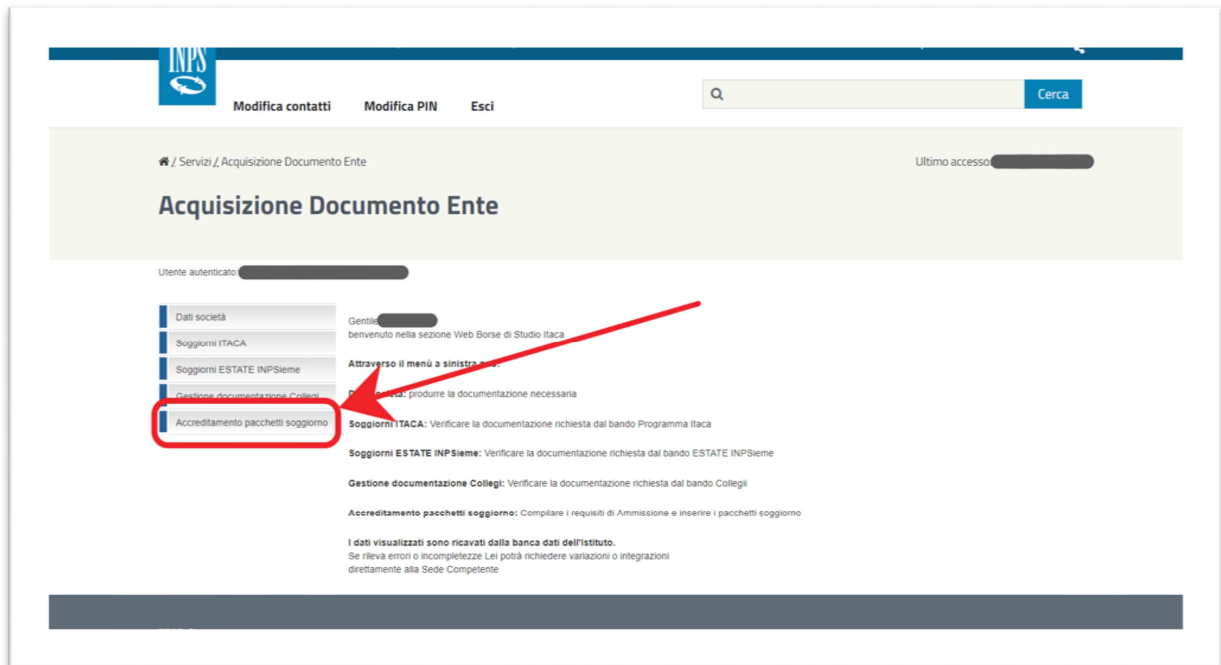 INPS
Modifica contatti Modifica PIN Esci
Cerca
/ Servizi / Acquisizione Documento Ente
Ultimo accesso:
Acquisizione Documento Ente
Utente autenticato:
Dati società
Soggiorni ITACA
Soggiorni ESTATE INPSieme
Gestione documentazione Collegi
Accreditamento pacchetti soggiorno
Gentile
benvenuto nella sezione Web Borse di Studio Itaca
Attraverso il menù a sinistra
produrre la documentazione necessaria
Soggiorni ITACA: Verificare la documentazione richiesta dal bando Programma Itaca
Soggiorni ESTATE INPSieme: Verificare la documentazione richiesta dal bando ESTATE INPSieme
Gestione documentazione Collegi: Verificare la documentazione richiesta dal bando Collegii
Accreditamento pacchetti soggiorno: Compilare i requisiti di Ammissione e inserire i pacchetti soggiorno
I dati visualizzati sono ricavati dalla banca dati dell'Istituto.
Se rileva errori o incompletezze Lei potrà richiedere variazioni o integrazioni
direttamente alla Sede Competente